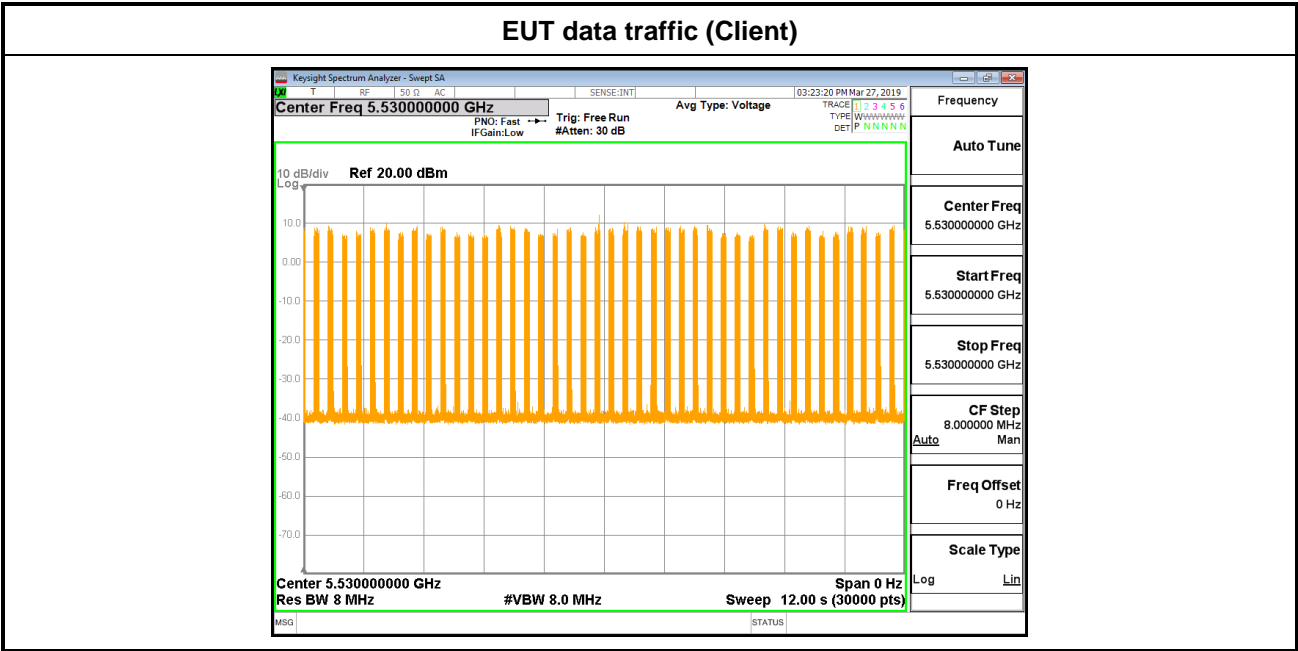 EUT data traffic (Client)
Keysight Spectrum Analyzer - Swept SA
LXI T RF 50 Ω AC SENSE:INT 03:23:20 PM Mar 27, 2019
Center Freq 5.530000000 GHz
Avg Type: Voltage
TRACE 1 2 3 4 5 6
TYPE WWWWWWW
DET P N N N N N
PNO: Fast
IFGain:Low
Trig: Free Run
#Atten: 30 dB
10 dB/div
Log
Ref 20.00 dBm
10.0
0.00
-10.0
-20.0
-30.0
-40.0
-50.0
-60.0
-70.0
Center 5.530000000 GHz
Span 0 Hz
Res BW 8 MHz
#VBW 8.0 MHz
Sweep 12.00 s (30000 pts)
MSG
STATUS
Frequency
Auto Tune
Center Freq
5.530000000 GHz
Start Freq
5.530000000 GHz
Stop Freq
5.530000000 GHz
CF Step
8.000000 MHz
Auto Man
Freq Offset
0 Hz
Scale Type
Log Lin